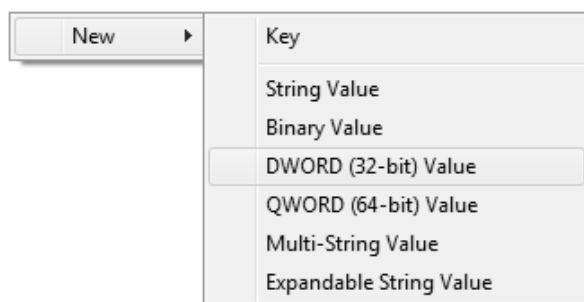 New
Key
String Value
Binary Value
DWORD (32-bit) Value
QWORD (64-bit) Value
Multi-String Value
Expandable String Value